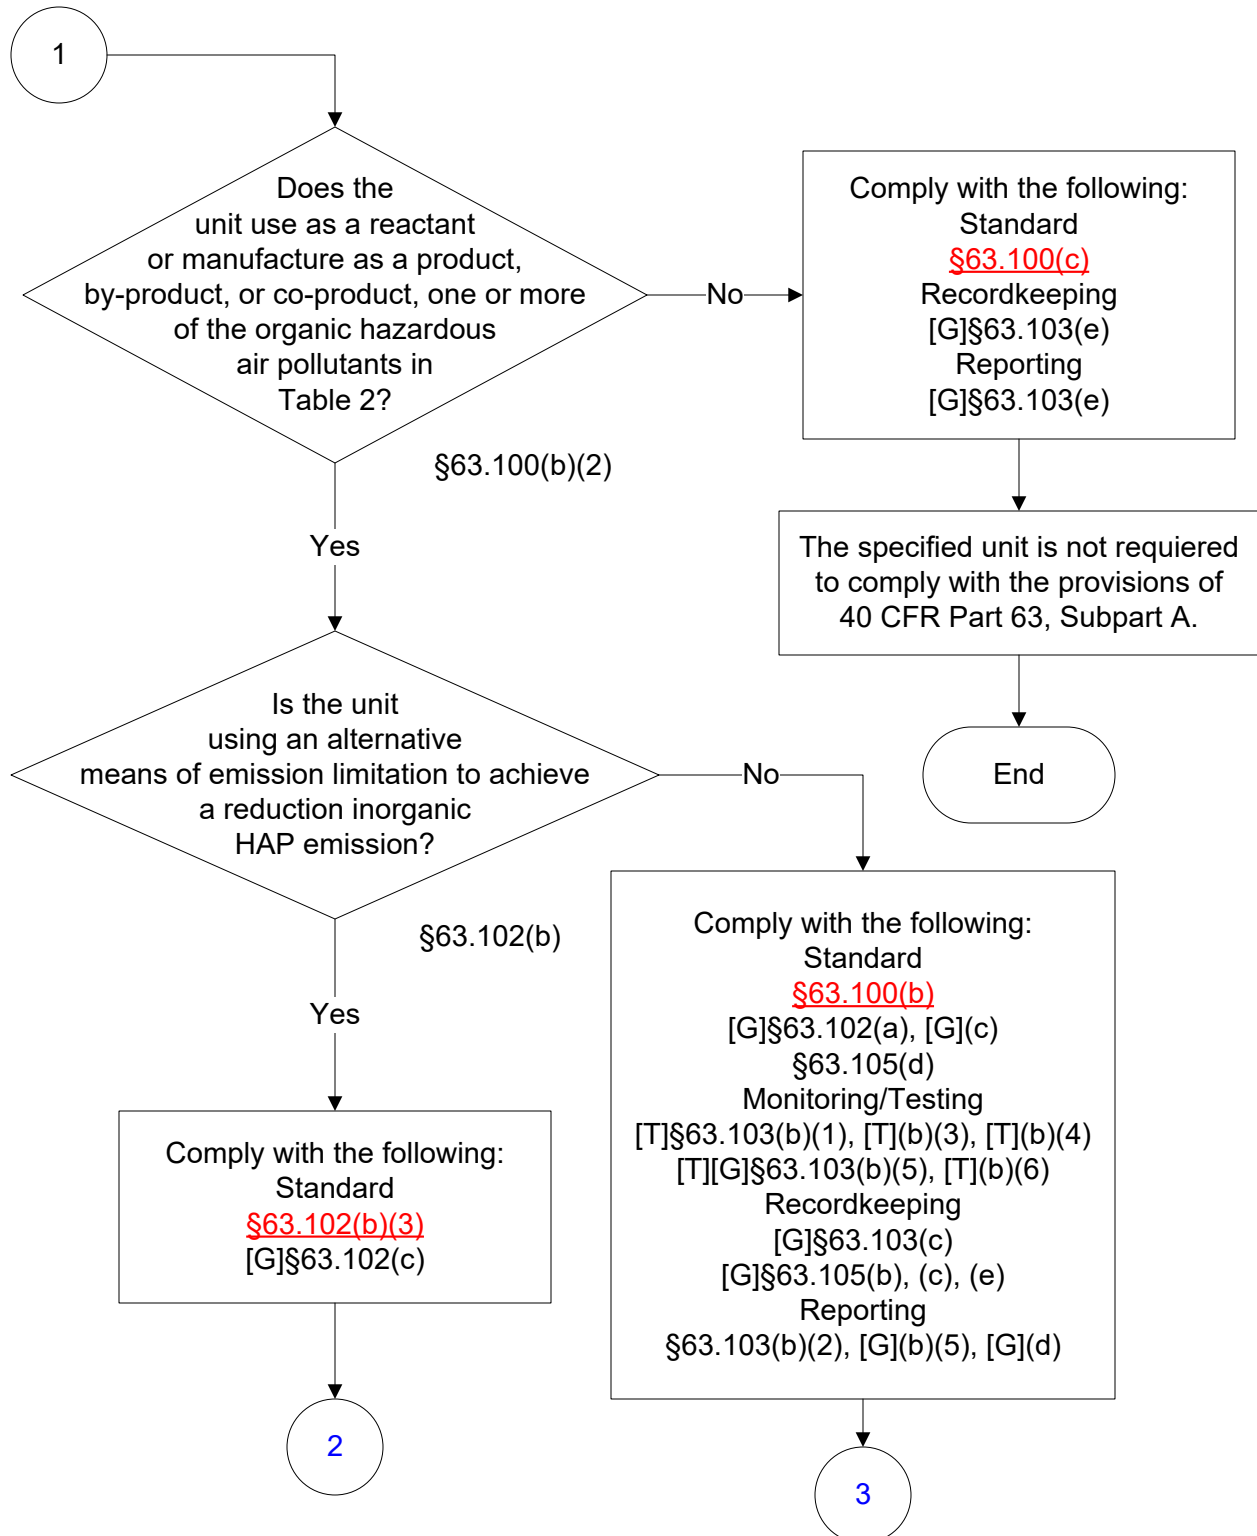 1
Does the
unit use as a reactant
or manufacture as a product,
by-product, or co-product, one or more
of the organic hazardous
air pollutants in
Table 2?
§63.100(b)(2)
No
Comply with the following:
Standard
§63.100(c)
Recordkeeping
[G]§63.103(e)
Reporting
[G]§63.103(e)
The specified unit is not requiered
to comply with the provisions of
40 CFR Part 63, Subpart A.
End
Yes
Is the unit
using an alternative
means of emission limitation to achieve
a reduction inorganic
HAP emission?
§63.102(b)
No
Comply with the following:
Standard
§63.100(b)
[G]§63.102(a), [G](c)
§63.105(d)
Monitoring/Testing
[T]§63.103(b)(1), [T](b)(3), [T](b)(4)
[T][G]§63.103(b)(5), [T](b)(6)
Recordkeeping
[G]§63.103(c)
[G]§63.105(b), (c), (e)
Reporting
§63.103(b)(2), [G](b)(5), [G](d)
3
Yes
Comply with the following:
Standard
§63.102(b)(3)
[G]§63.102(c)
2